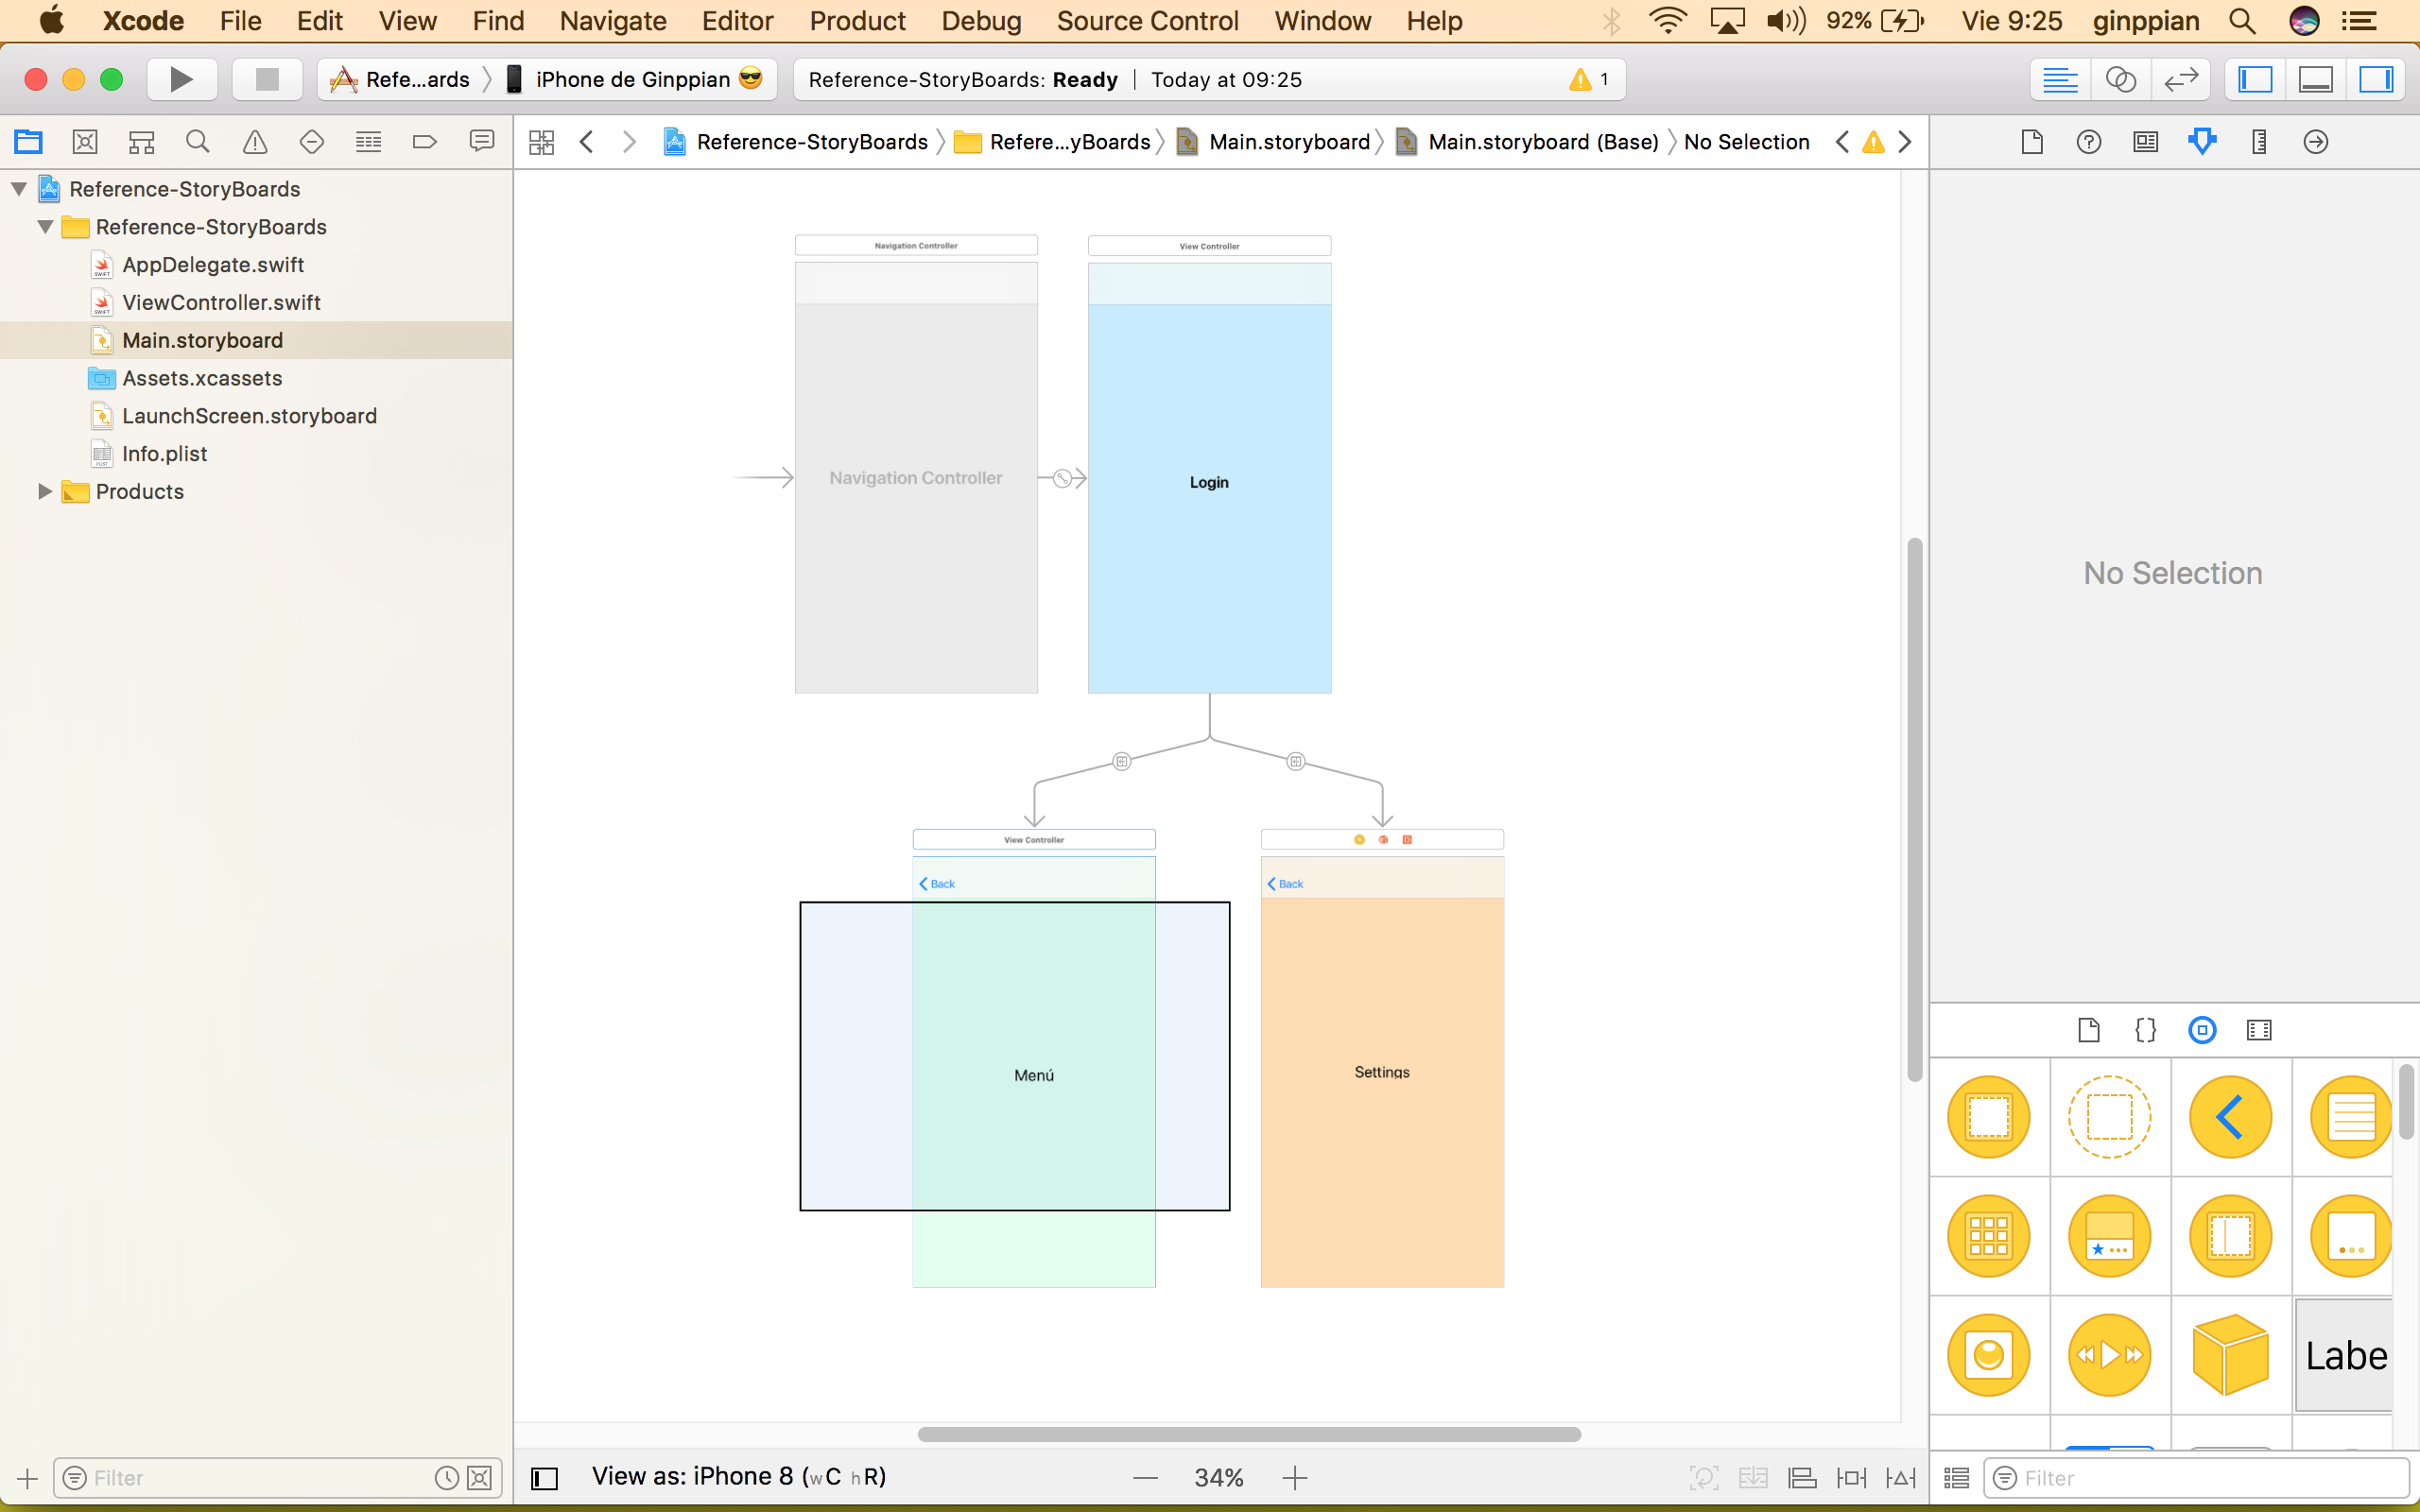 Xcode File Edit View Find Navigate Editor Product Debug Source Control Window Help 92% Vie 9:25 ginppian
Refe...ards iPhone de Ginppian Reference-StoryBoards: Ready Today at 09:25 1
Reference-StoryBoards Refere...yBoards Main.storyboard Main.storyboard (Base) No Selection
Reference-StoryBoards
Reference-StoryBoards
AppDelegate.swift
ViewController.swift
Main.storyboard
Assets.xcassets
LaunchScreen.storyboard
Info.plist
Products
Navigation Controller
View Controller
Navigation Controller
Login
View Controller
Back
Back
Menú
Settings
No Selection
Labe
Filter
View as: iPhone 8 (wC hR)
34%
Filter